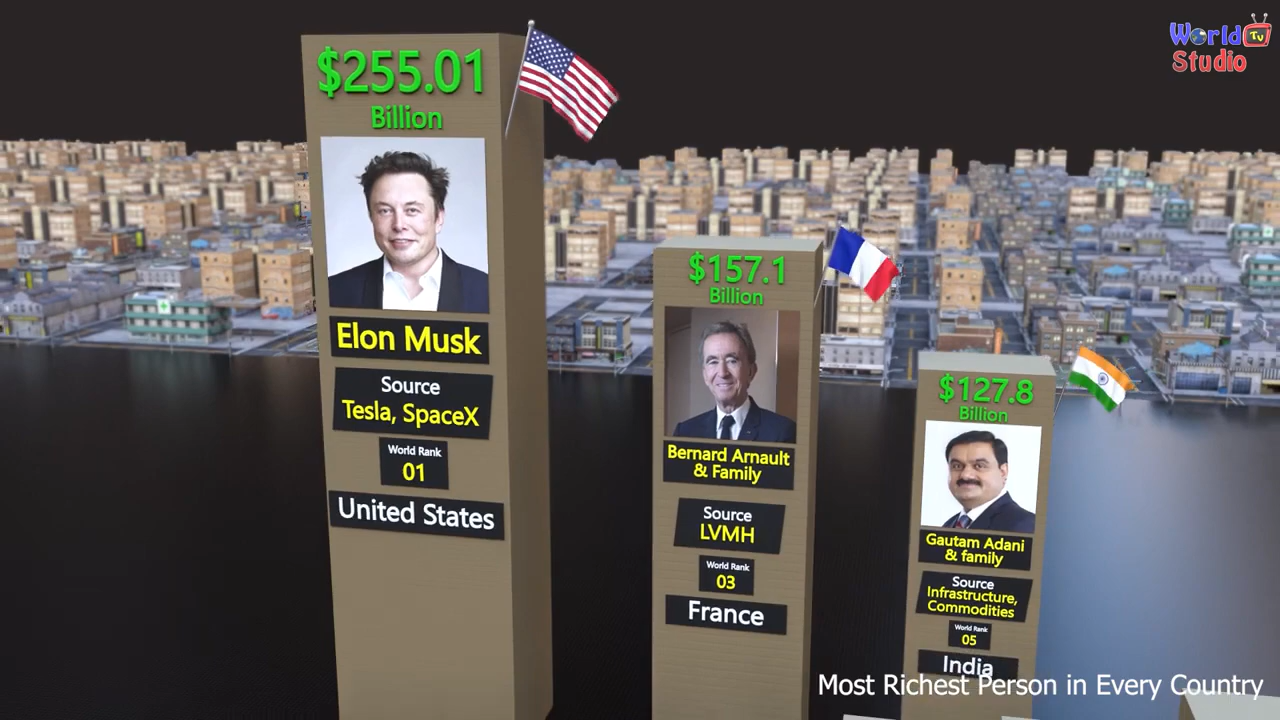 World Tv
Studio
$255.01
Billion
Elon Musk
Source
Tesla, SpaceX
World Rank
01
United States
$157.1
Billion
Bernard Arnault
& Family
Source
LVMH
World Rank
03
France
$127.8
Billion
Gautam Adani
& family
Source
Infrastructure,
Commodities
World Rank
05
India
Most Richest Person in Every Country